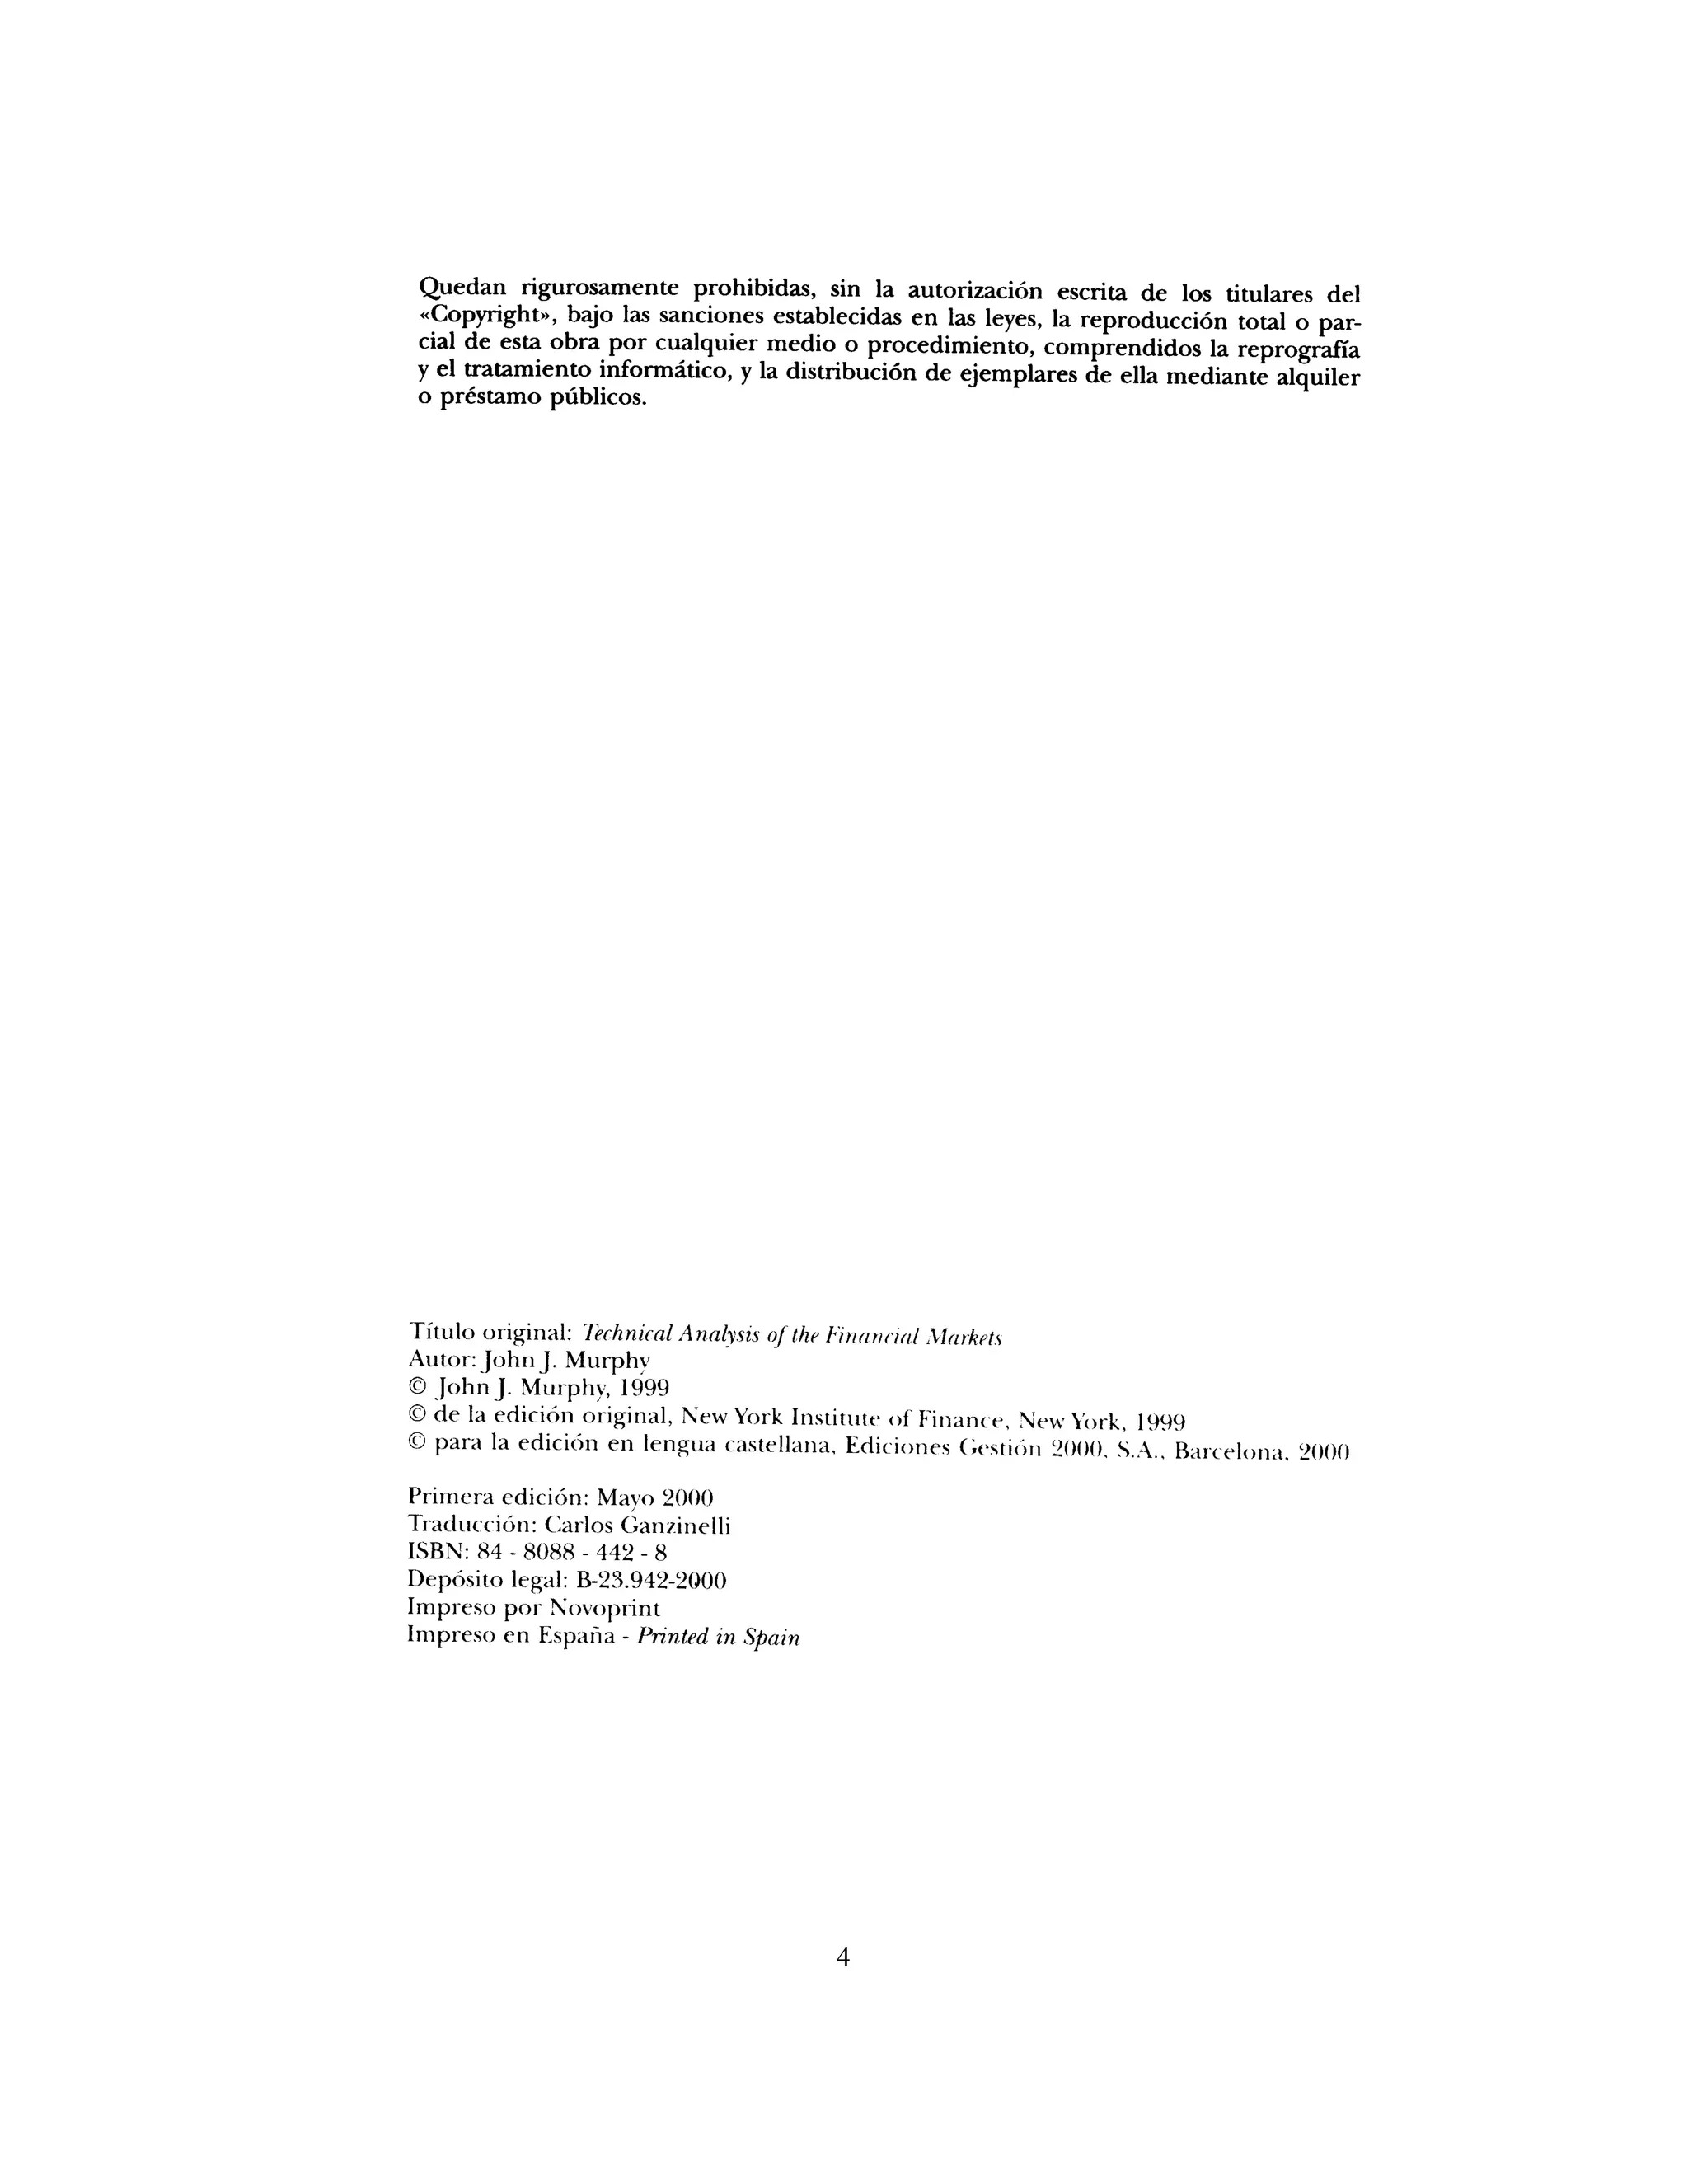 Quedan rigurosamente prohibidas, sin la autorización escrita de los titulares del
«Copyright», bajo las sanciones establecidas en las leyes, la reproducción total o par-
cial de esta obra por cualquier medio o procedimiento, comprendidos la reprografía
y el tratamiento informático, y la distribución de ejemplares de ella mediante alquiler
o préstamo públicos.
Título original: Technical Analysis of the Financial Markets
Autor: John J. Murphy
© John J. Murphy, 1999
© de la edición original, New York Institute of Finance, New York, 1999
© para la edición en lengua castellana, Ediciones Gestión 2000, S.A., Barcelona, 2000
Primera edición: Mayo 2000
Traducción: Carlos Ganzinelli
ISBN: 84 - 8088 - 442 - 8
Depósito legal: B-23.942-2000
Impreso por Novoprint
Impreso en España - Printed in Spain
4